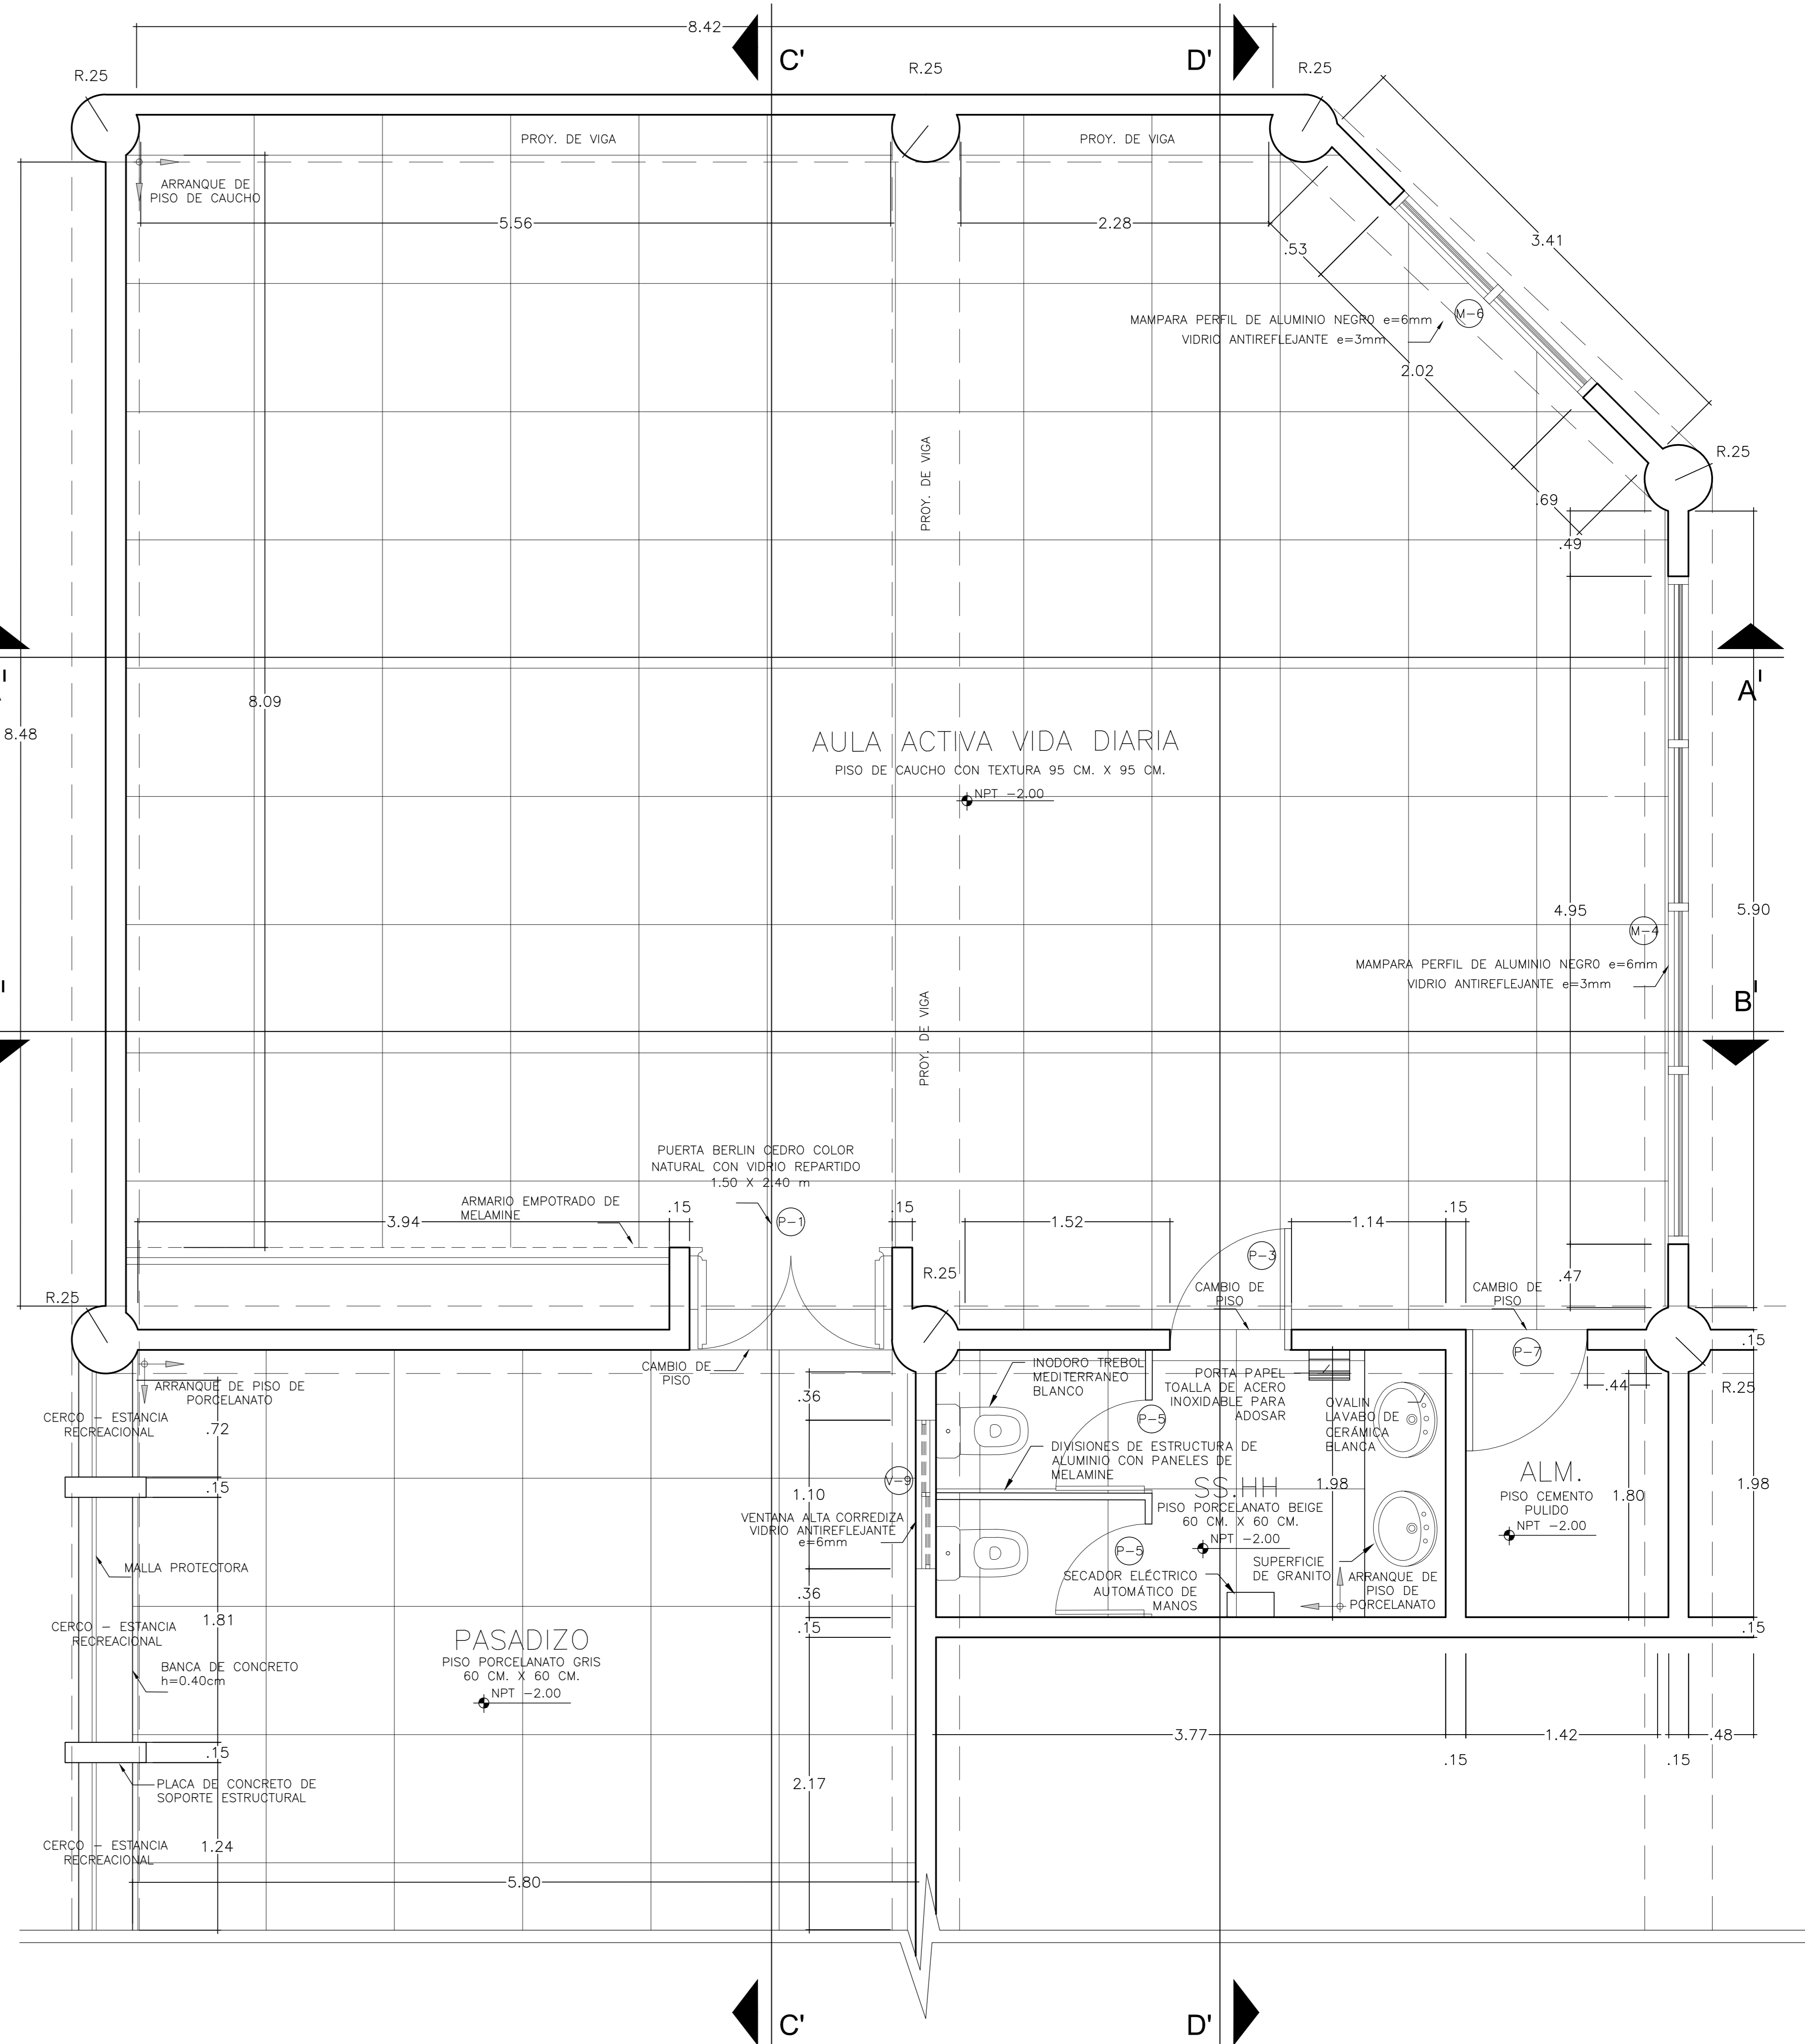 8.42
C'
D'
R.25
R.25
R.25
PROY. DE VIGA
PROY. DE VIGA
ARRANQUE DE
PISO DE CAUCHO
5.56
2.28
.53
3.41
MAMPARA PERFIL DE ALUMINIO NEGRO e=6mm
VIDRIO ANTIREFLEJANTE e=3mm
M-6
2.02
PROY. DE VIGA
R.25
.69
.49
A'
8.09
8.48
AULA ACTIVA VIDA DIARIA
PISO DE CAUCHO CON TEXTURA 95 CM. X 95 CM.
NPT -2.00
4.95
5.90
M-4
MAMPARA PERFIL DE ALUMINIO NEGRO e=6mm
VIDRIO ANTIREFLEJANTE e=3mm
B'
PROY. DE VIGA
PUERTA BERLIN CEDRO COLOR
NATURAL CON VIDRIO REPARTIDO
1.50 X 2.40 m
ARMARIO EMPOTRADO DE
MELAMINE
3.94
.15
P-1
.15
1.52
1.14
.15
P-3
R.25
R.25
CAMBIO DE
PISO
CAMBIO DE
PISO
.47
.15
P-7
CAMBIO DE
PISO
ARRANQUE DE PISO DE
PORCELANATO
INODORO TREBOL
MEDITERRANEO
BLANCO
PORTA PAPEL
TOALLA DE ACERO
INOXIDABLE PARA
ADOSAR
.44
R.25
.36
CERCO - ESTANCIA
RECREACIONAL
.72
P-5
OVALIN
LAVABO DE
CERÁMICA
BLANCA
DIVISIONES DE ESTRUCTURA DE
ALUMINIO CON PANELES DE
MELAMINE
.15
V-9
1.10
SS.HH
PISO PORCELANATO BEIGE
60 CM. X 60 CM.
NPT -2.00
1.98
ALM.
PISO CEMENTO
PULIDO
NPT -2.00
1.80
1.98
VENTANA ALTA CORREDIZA
VIDRIO ANTIREFLEJANTE
e=6mm
P-5
MALLA PROTECTORA
SUPERFICIE
DE GRANITO
SECADOR ELÉCTRICO
AUTOMÁTICO DE
MANOS
ARRANQUE DE
PISO DE
PORCELANATO
.36
.15
.15
CERCO - ESTANCIA
RECREACIONAL
1.81
PASADIZO
PISO PORCELANATO GRIS
60 CM. X 60 CM.
NPT -2.00
BANCA DE CONCRETO
h=0.40cm
3.77
.15
1.42
.15
.48
.15
PLACA DE CONCRETO DE
SOPORTE ESTRUCTURAL
2.17
CERCO - ESTANCIA
RECREACIONAL
1.24
5.80
C'
D'